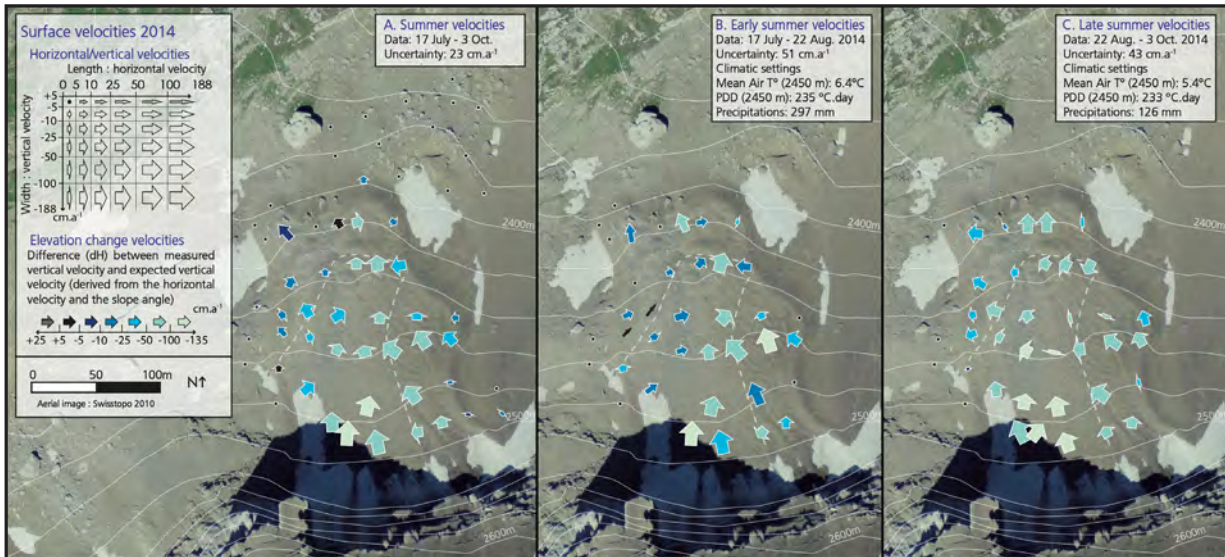 Surface velocities 2014
Horizontal/vertical velocities
Length : horizontal velocity
0 5 10 25 50 100 188
+5
-5
-10
-25
-50
-100
-188
Width : vertical velocity
cm.a⁻¹
Elevation change velocities
Difference (dH) between measured
vertical velocity and expected vertical
velocity (derived from the horizontal
velocity and the slope angle)
cm.a⁻¹
+25 +5 -5 -10 -25 -50 -100 -135
0 50 100m
N↑
Aerial image : Swisstopo 2010
A. Summer velocities
Data: 17 July - 3 Oct.
Uncertainty: 23 cm.a⁻¹
2400m
2500m
2600m
B. Early summer velocities
Data: 17 July - 22 Aug. 2014
Uncertainty: 51 cm.a⁻¹
Climatic settings
Mean Air T° (2450 m): 6.4°C
PDD (2450 m): 235 °C.day
Precipitations: 297 mm
2400m
2500m
2600m
C. Late summer velocities
Data: 22 Aug. - 3 Oct. 2014
Uncertainty: 43 cm.a⁻¹
Climatic settings
Mean Air T° (2450 m): 5.4°C
PDD (2450 m): 233 °C.day
Precipitations: 126 mm
2400m
2500m
2600m